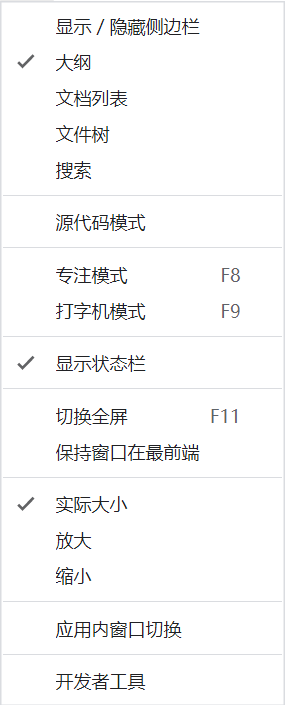 显示 / 隐藏侧边栏
大纲
文档列表
文件树
搜索
源代码模式
专注模式 F8
打字机模式 F9
显示状态栏
切换全屏 F11
保持窗口在最前端
实际大小
放大
缩小
应用内窗口切换
开发者工具